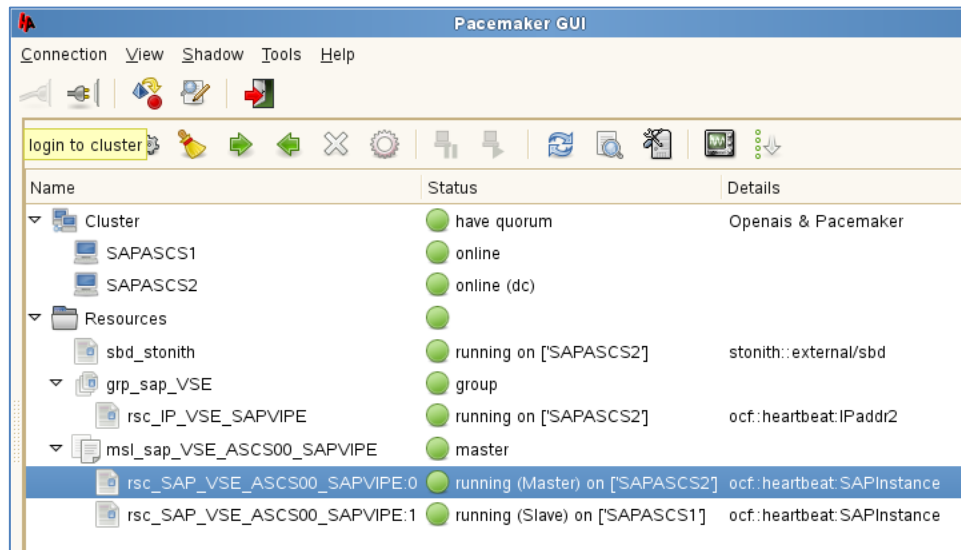 Pacemaker GUI
Connection View Shadow Tools Help
login to cluster
Name Status Details
Cluster have quorum Openais & Pacemaker
SAPASCS1 online
SAPASCS2 online (dc)
Resources
sbd_stonith running on ['SAPASCS2'] stonith::external/sbd
grp_sap_VSE group
rsc_IP_VSE_SAPVIPE running on ['SAPASCS2'] ocf::heartbeat:IPaddr2
msl_sap_VSE_ASCS00_SAPVIPE master
rsc_SAP_VSE_ASCS00_SAPVIPE:0 running (Master) on ['SAPASCS2'] ocf::heartbeat:SAPInstance
rsc_SAP_VSE_ASCS00_SAPVIPE:1 running (Slave) on ['SAPASCS1'] ocf::heartbeat:SAPInstance